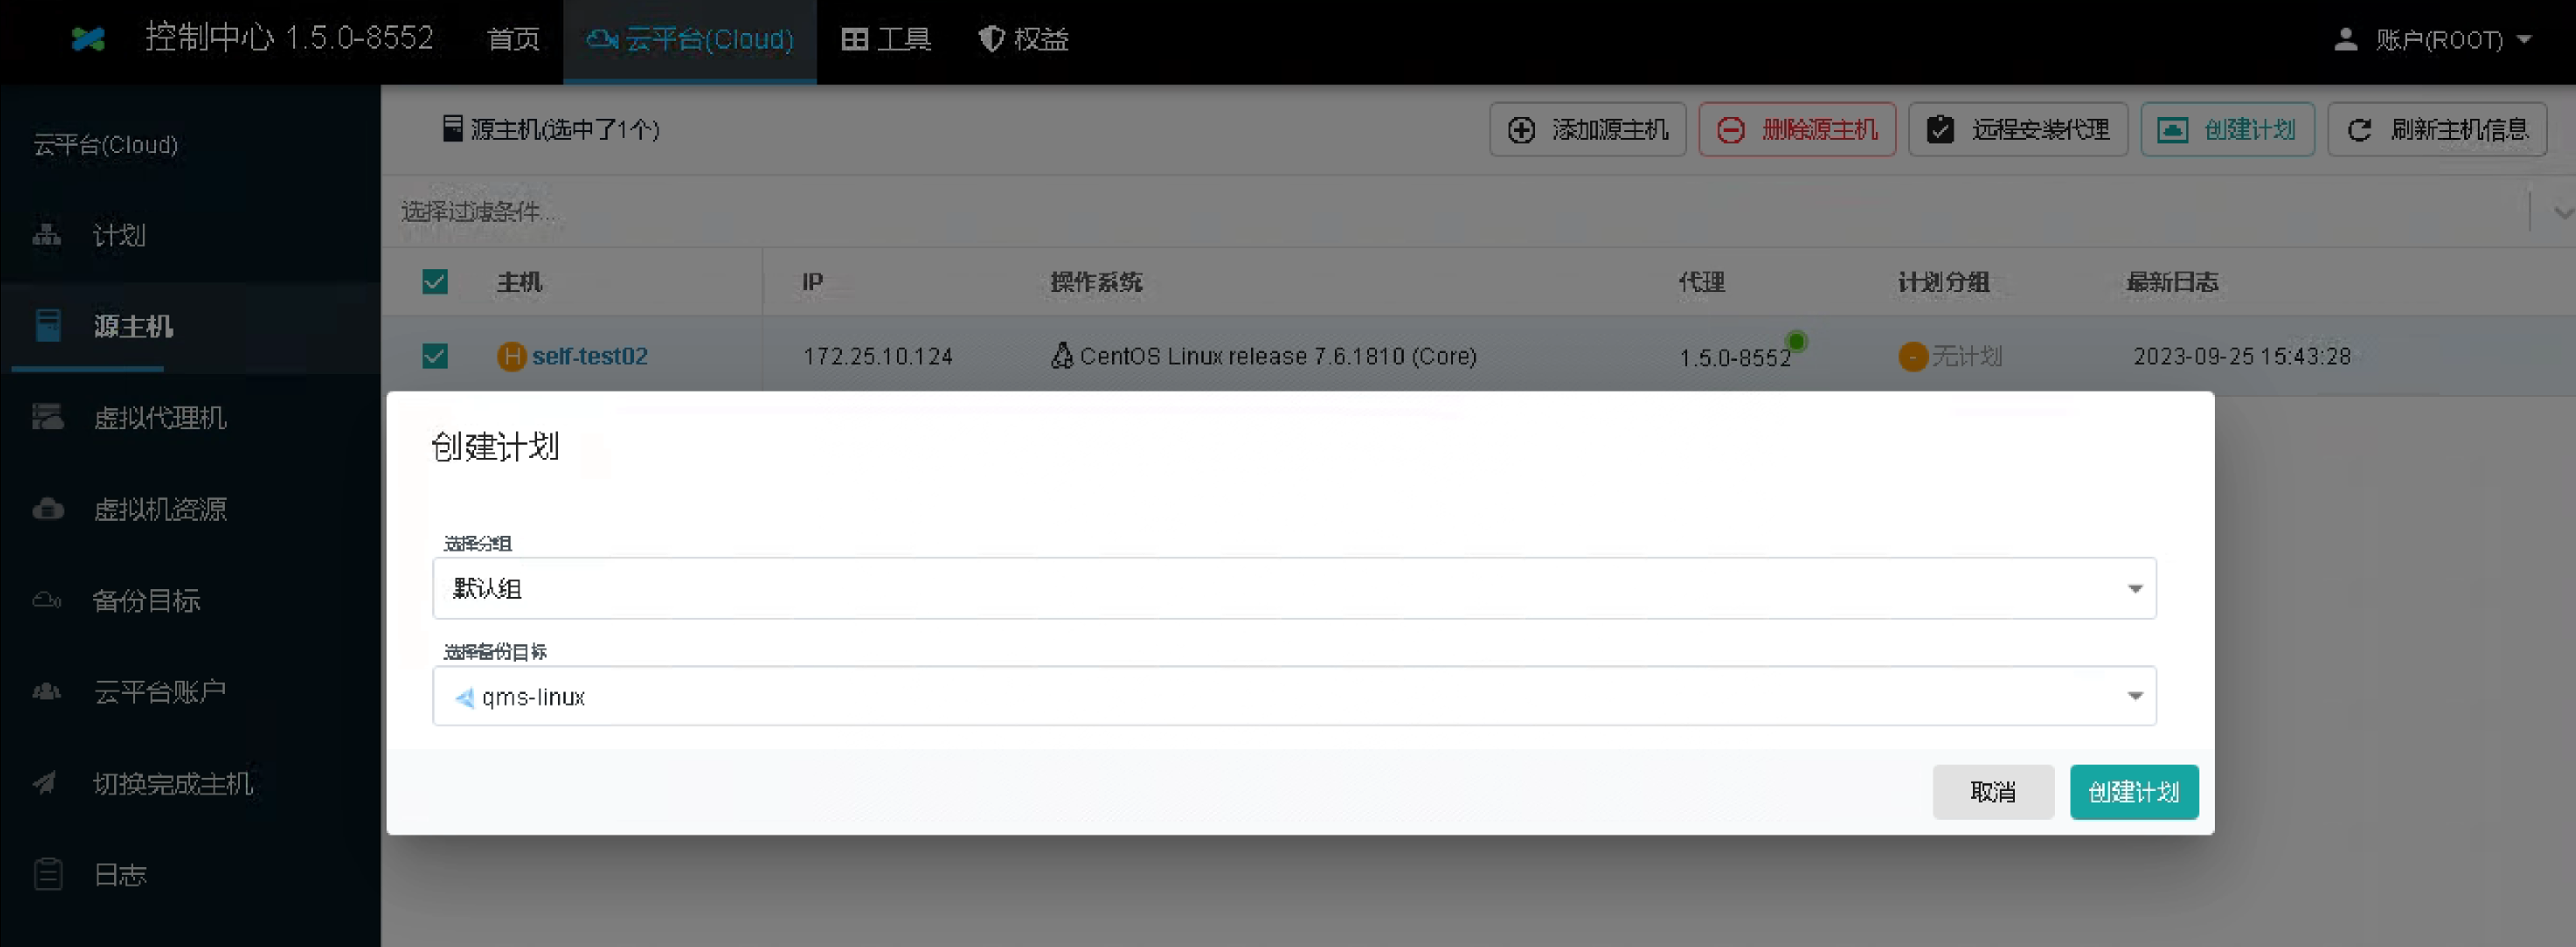 控制中心 1.5.0-8552 首页 云平台(Cloud) 工具 权益 账户(ROOT)
云平台(Cloud)
计划
源主机
虚拟代理机
虚拟机资源
备份目标
云平台账户
切换完成主机
日志
源主机(选中了1个) 添加源主机 删除源主机 远程安装代理 创建计划 刷新主机信息
选择过滤条件...
主机 IP 操作系统 代理 计划分组 最新日志
H self-test02 172.25.10.124 CentOS Linux release 7.6.1810 (Core) 1.5.0-8552 - 无计划 2023-09-25 15:43:28
创建计划
选择分组
默认组
选择备份目标
qms-linux
取消 创建计划